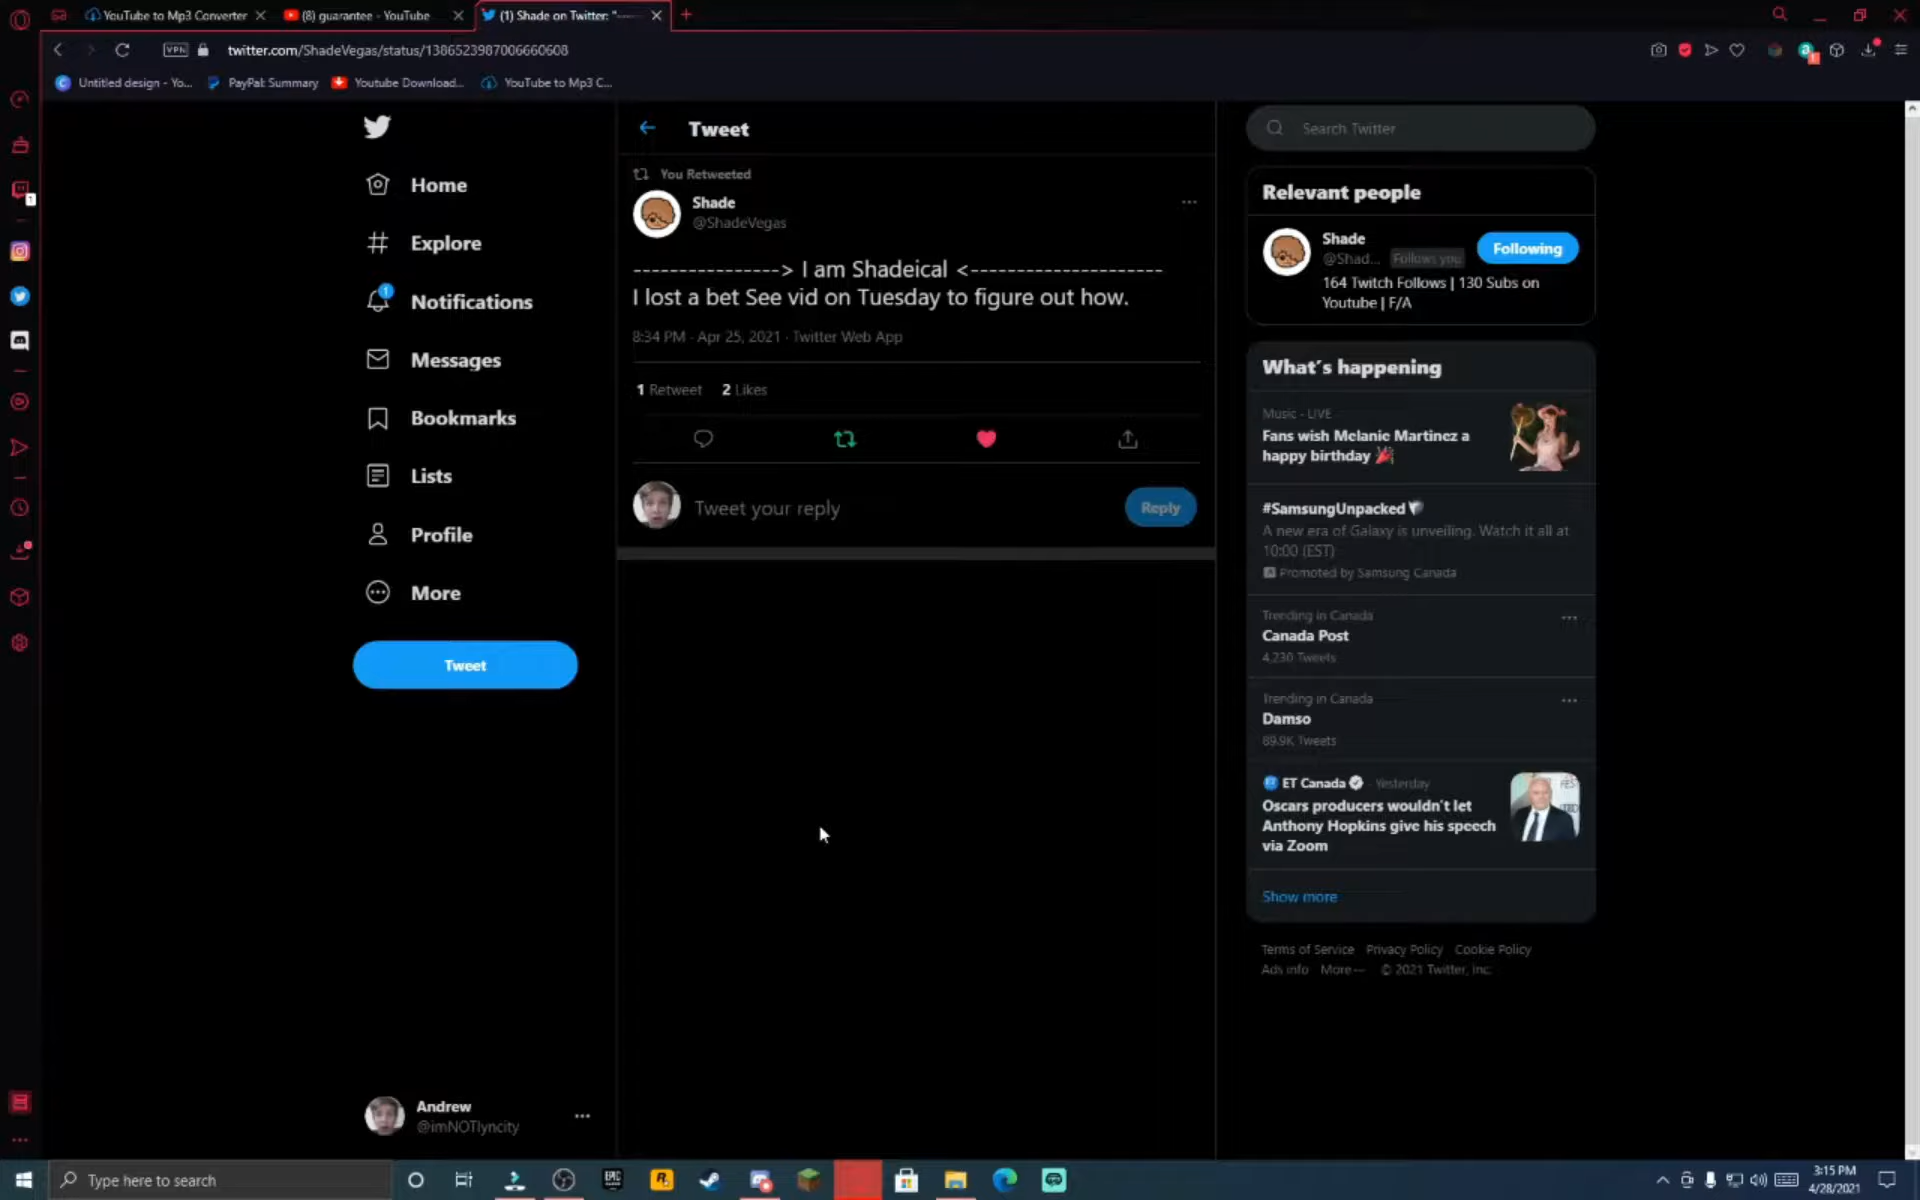 YouTube to Mp3 Converter
(8) guarantee - YouTube
(1) Shade on Twitter: "-----
VPN
twitter.com/ShadeVegas/status/1386523987006660608
Untitled design - Yo...
PayPal: Summary
Youtube Download...
YouTube to Mp3 C...
Home
Explore
1
Notifications
Messages
Bookmarks
Lists
Profile
More
Tweet
Andrew
@imNOTlyncity
Tweet
You Retweeted
Shade
@ShadeVegas
----------------> I am Shadeical <---------------------
I lost a bet See vid on Tuesday to figure out how.
8:34 PM · Apr 25, 2021 · Twitter Web App
1 Retweet 2 Likes
Tweet your reply
Reply
Search Twitter
Relevant people
Shade
@Shad... Follows you
Following
164 Twitch Follows | 130 Subs on
Youtube | F/A
What's happening
Music · LIVE
Fans wish Melanie Martinez a
happy birthday
#SamsungUnpacked
A new era of Galaxy is unveiling. Watch it all at
10:00 (EST)
Promoted by Samsung Canada
Trending in Canada
Canada Post
4,230 Tweets
Trending in Canada
Damso
89.9K Tweets
ET Canada · Yesterday
Oscars producers wouldn't let
Anthony Hopkins give his speech
via Zoom
Show more
Terms of Service Privacy Policy Cookie Policy
Ads info More··· © 2021 Twitter, Inc.
Type here to search
EPIC
3:15 PM
4/28/2021